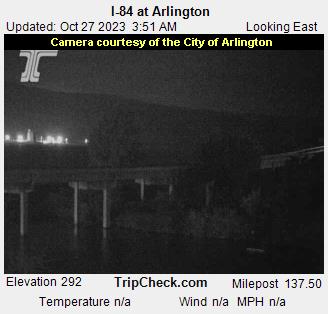 I-84 at Arlington
Updated: Oct 27 2023 3:51 AM Looking East
Camera courtesy of the City of Arlington
Elevation 292 TripCheck.com Milepost 137.50
Temperature n/a Wind n/a MPH n/a